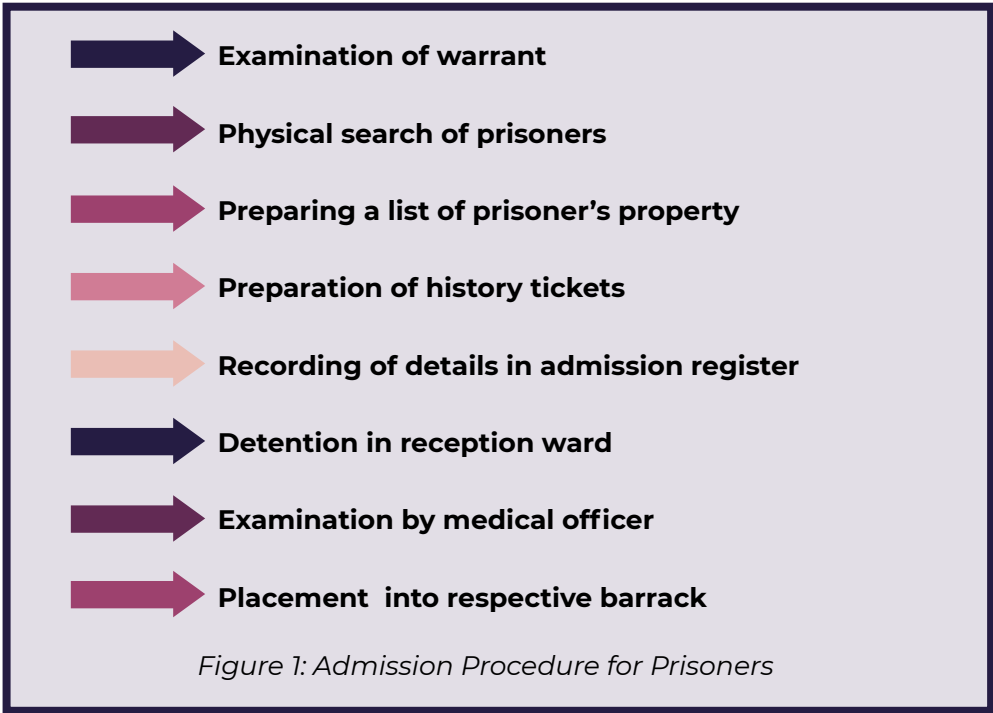 Examination of warrant
Physical search of prisoners
Preparing a list of prisoner’s property
Preparation of history tickets
Recording of details in admission register
Detention in reception ward
Examination by medical officer
Placement  into respective barrack
Figure 1: Admission Procedure for Prisoners